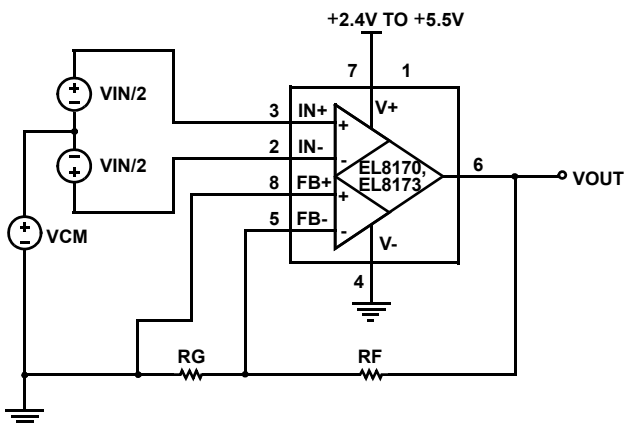 +2.4V TO +5.5V
7 1
VIN/2
3 IN+ V+
+
-
+
2 IN-
-
EL8170,
EL8173
6
VOUT
+
-
VIN/2
8 FB+
+
5 FB-
-
V-
+
-
VCM
4
RG
RF